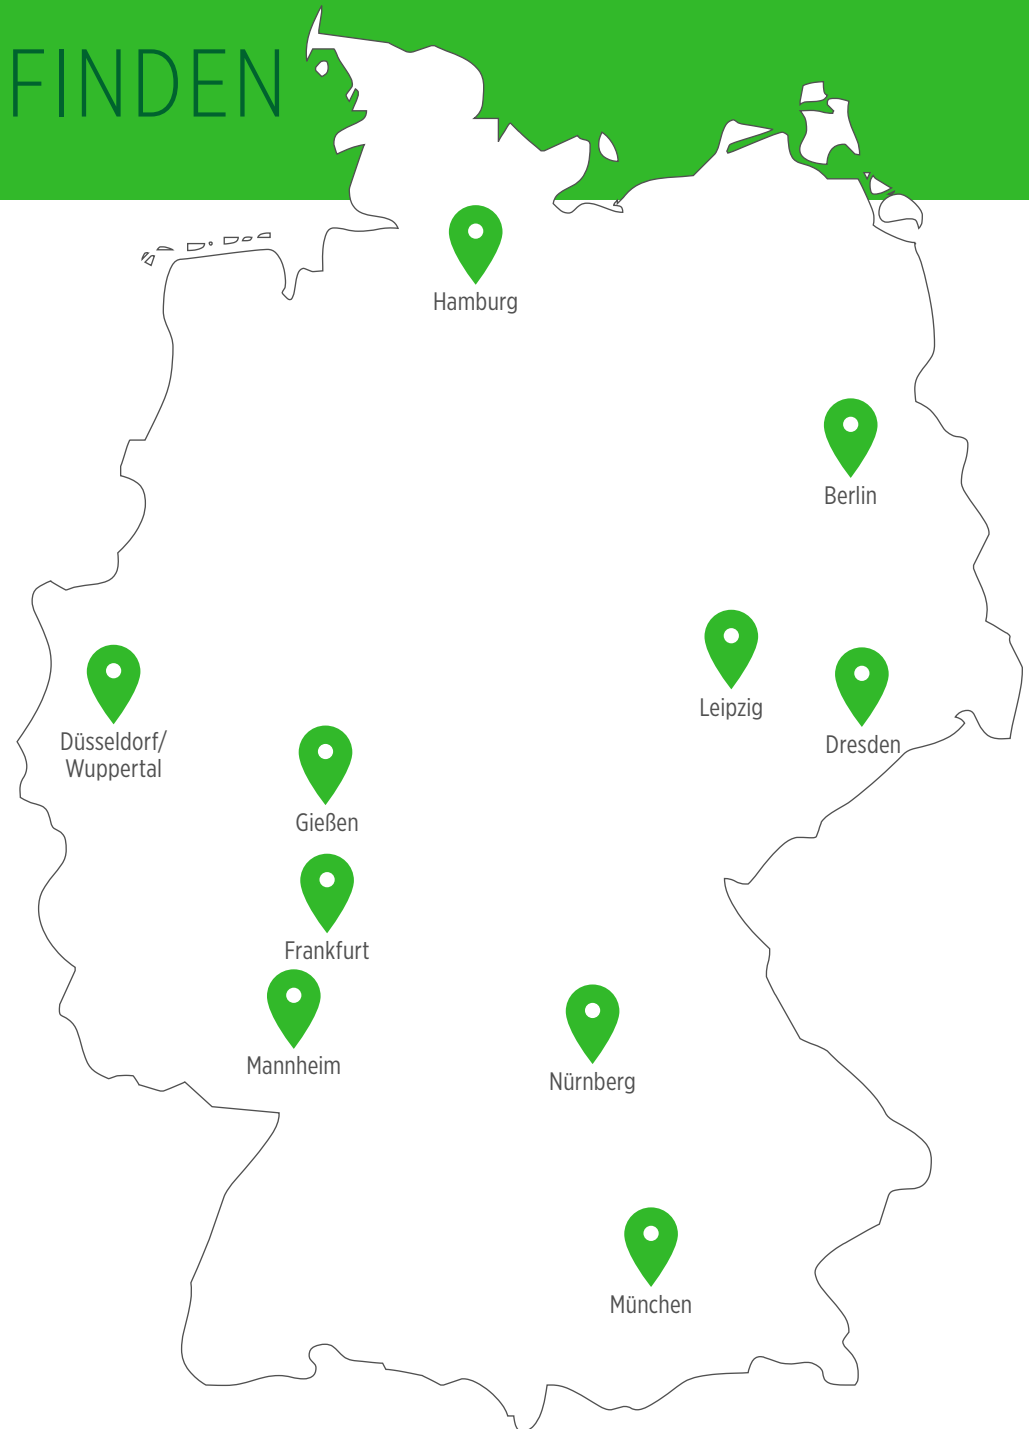 FINDEN
Hamburg
Berlin
Leipzig
Dresden
Düsseldorf/
Wuppertal
Gießen
Frankfurt
Mannheim
Nürnberg
München